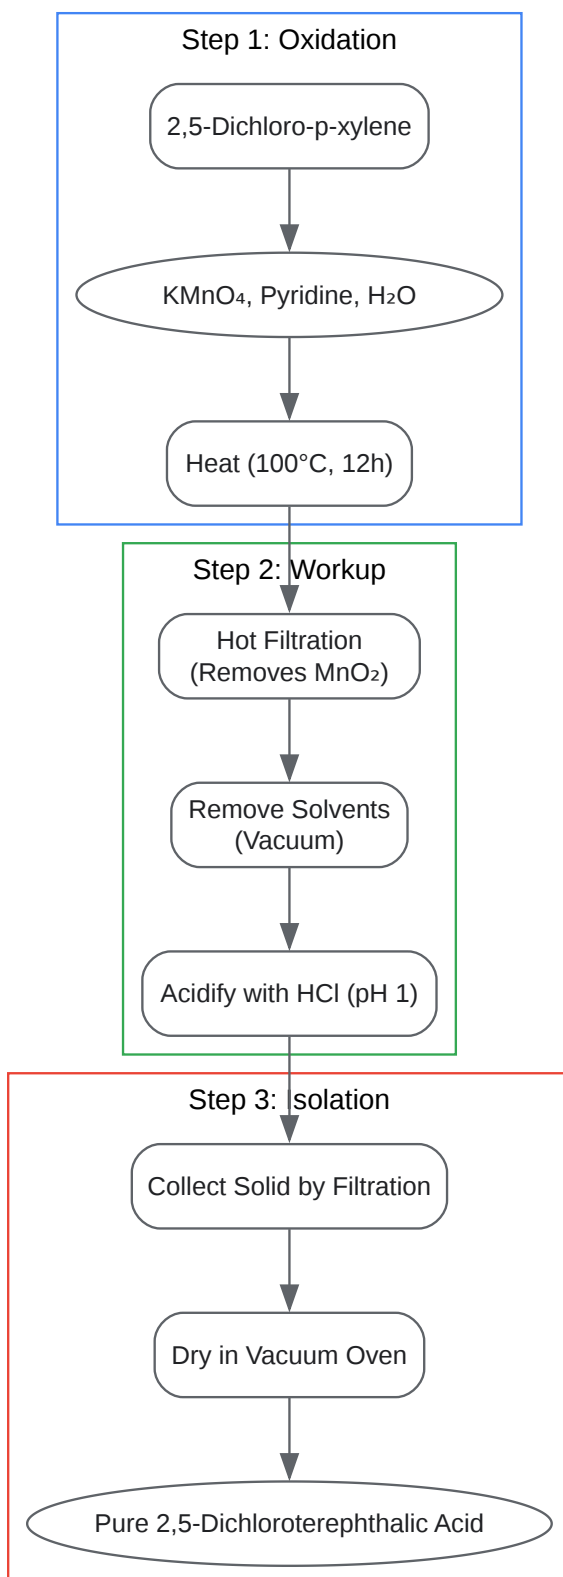 Step 1: Oxidation
2,5-Dichloro-p-xylene
KMnO₄, Pyridine, H₂O
Heat (100°C, 12h)
Step 2: Workup
Hot Filtration
(Removes MnO₂)
Remove Solvents
(Vacuum)
Acidify with HCl (pH 1)
Step 3: Isolation
Collect Solid by Filtration
Dry in Vacuum Oven
Pure 2,5-Dichloroterephthalic Acid